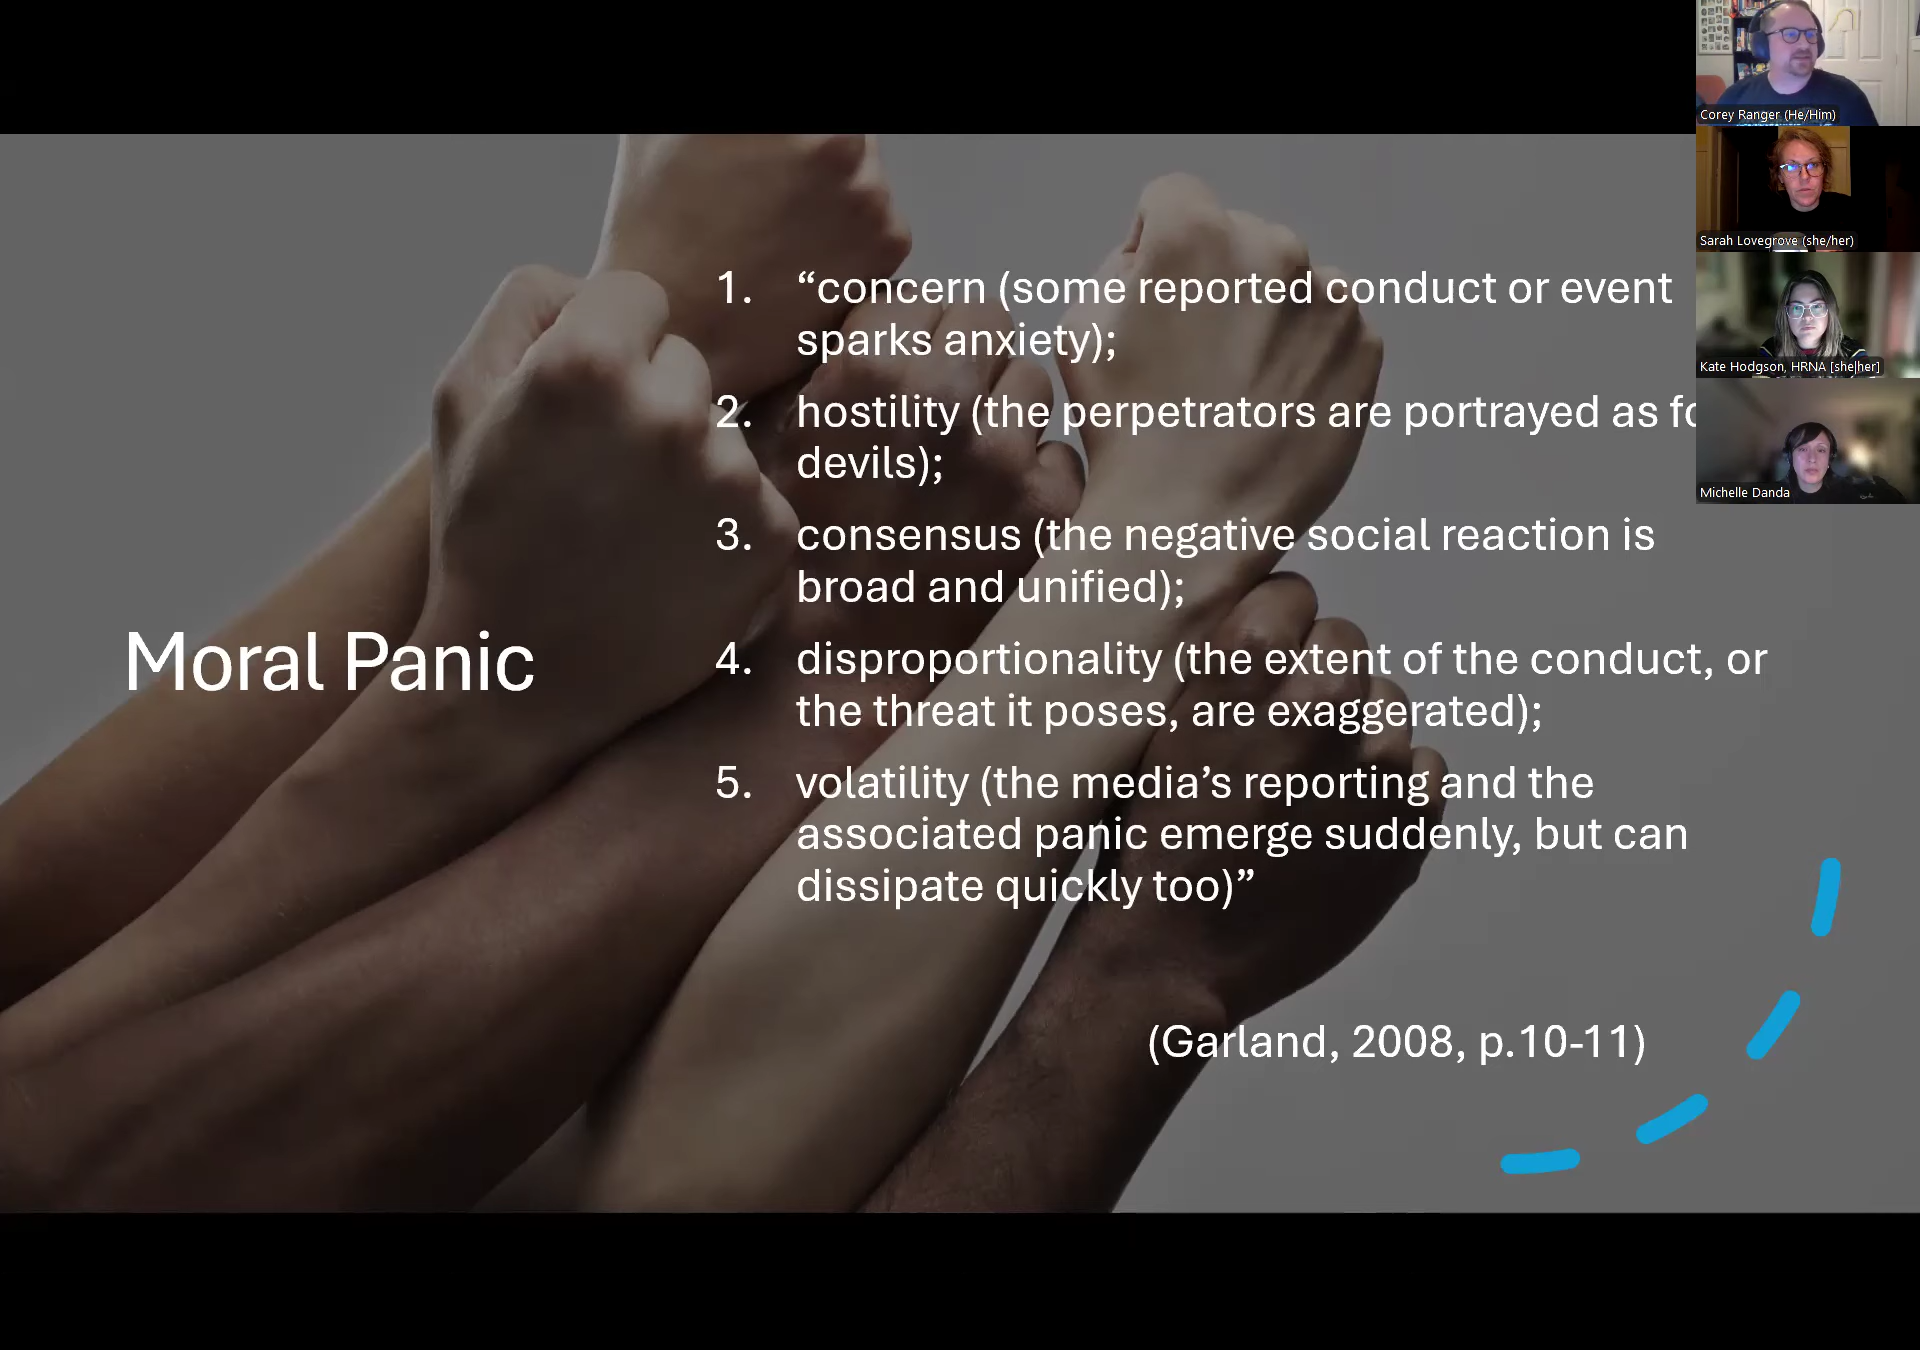 Corey Ranger (He/Him)
Sarah Lovegrove (she/her)
Kate Hodgson, HRNA [she|her]
Michelle Danda
Moral Panic
1. “concern (some reported conduct or event
sparks anxiety);
2. hostility (the perpetrators are portrayed as
devils);
3. consensus (the negative social reaction is
broad and unified);
4. disproportionality (the extent of the conduct, or
the threat it poses, are exaggerated);
5. volatility (the media’s reporting and the
associated panic emerge suddenly, but can
dissipate quickly too)”
(Garland, 2008, p.10-11)